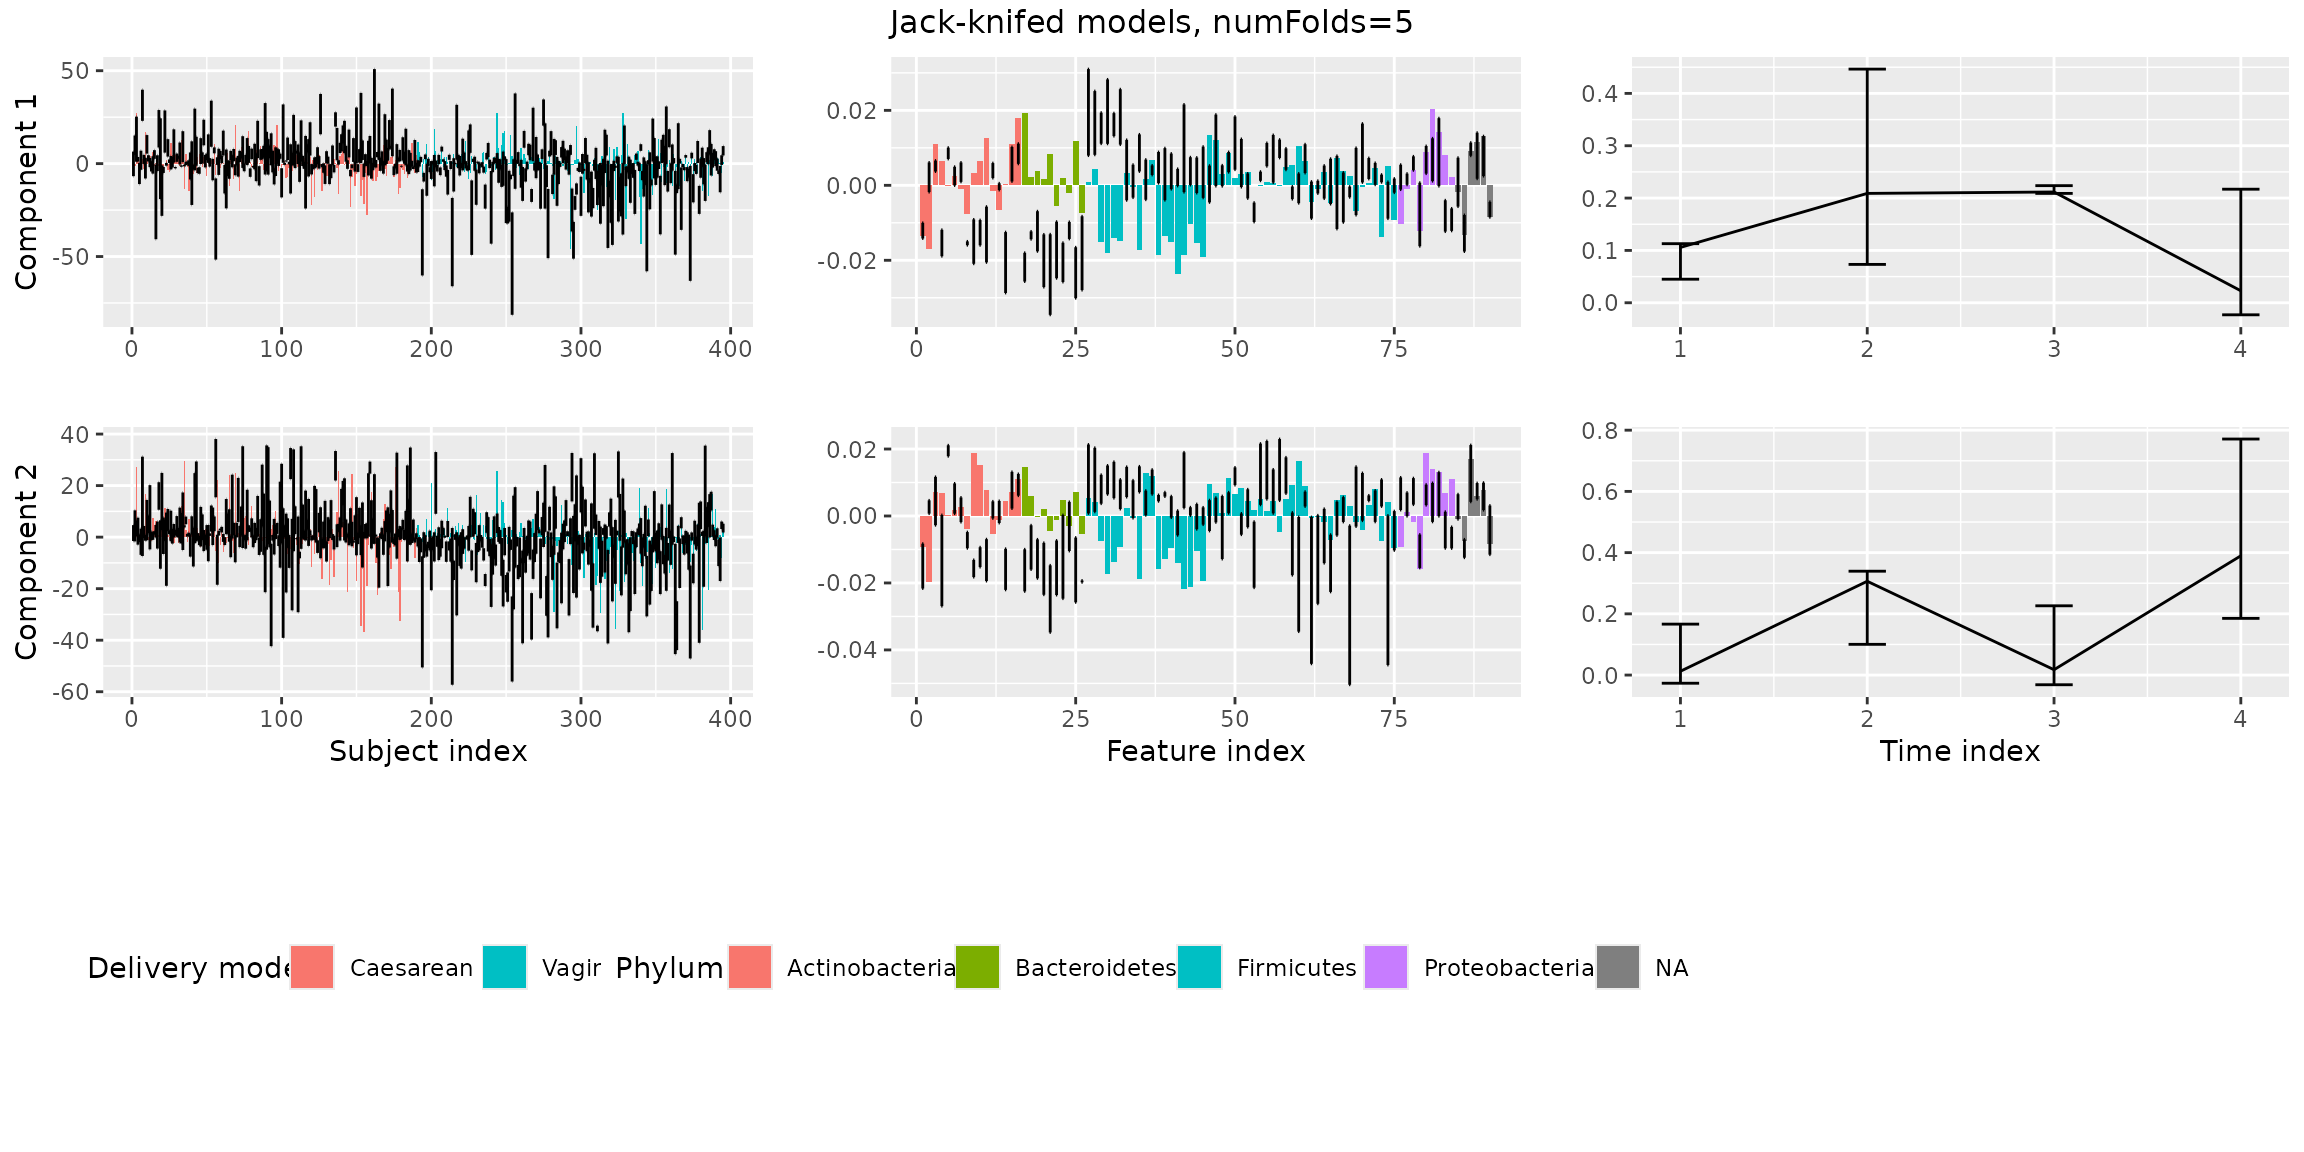 Jack-knifed models, numFolds=5
Component 1
50
0
-50
0 100 200 300 400
0.02
0.00
-0.02
0 25 50 75
0.4
0.3
0.2
0.1
0.0
1 2 3 4
Component 2
40
20
0
-20
-40
-60
0 100 200 300 400
Subject index
0.02
0.00
-0.02
-0.04
0 25 50 75
Feature index
0.8
0.6
0.4
0.2
0.0
1 2 3 4
Time index
Delivery mode Caesarean Vagir Phylum Actinobacteria Bacteroidetes Firmicutes Proteobacteria NA